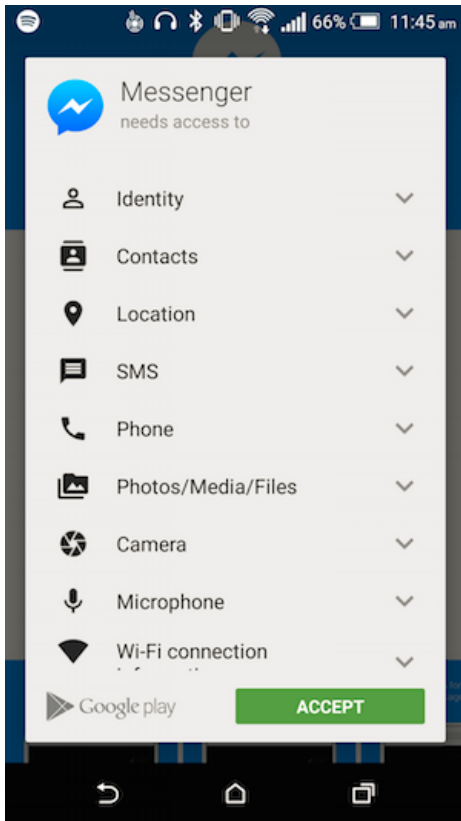 66% 11:45 am
Messenger
needs access to
Identity
Contacts
Location
SMS
Phone
Photos/Media/Files
Camera
Microphone
Wi-Fi connection
Google play
ACCEPT
for